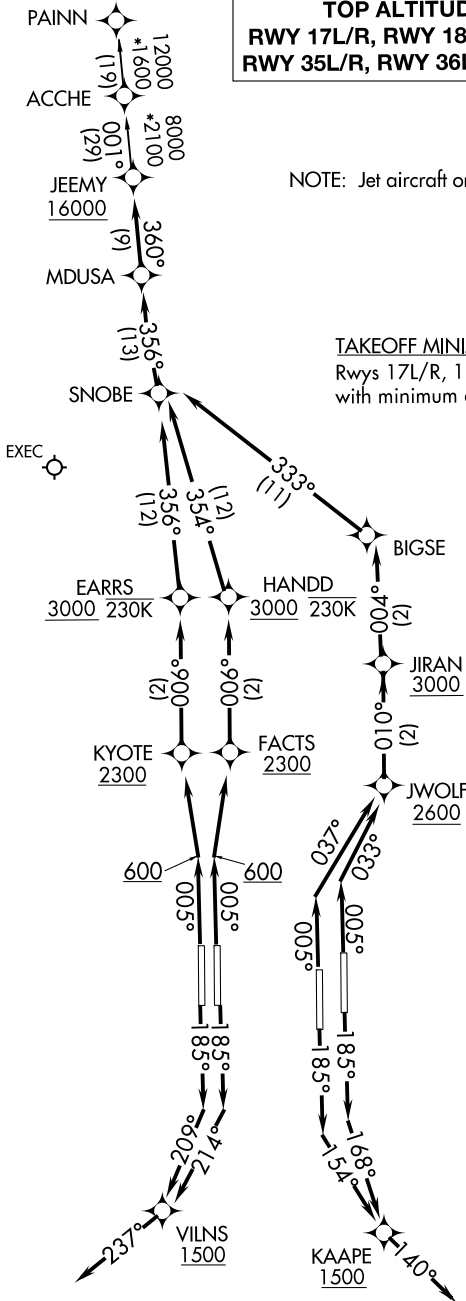 PAINN
TOP ALTITUD
RWY 17L/R, RWY 18
RWY 35L/R, RWY 36
12000
*1600
(19)
ACCHE
8000
*2100
001°
(29)
JEEMY
16000
NOTE: Jet aircraft o
360°
(9)
MDUSA
356°
(13)
TAKEOFF MINI
Rwys 17L/R, 1
with minimum
SNOBE
EXEC
333°
(11)
356°
(12)
354°
(12)
BIGSE
EARRS
3000 230K
HANDD
3000 230K
004°
(2)
JIRAN
3000
006°
(2)
006°
(2)
010°
(2)
KYOTE
2300
FACTS
2300
JWOLF
2600
037°
033°
600
600
005°
005°
005°
005°
185°
185°
185°
185°
209°
214°
154°
168°
VILNS
1500
237°
KAAPE
1500
140°